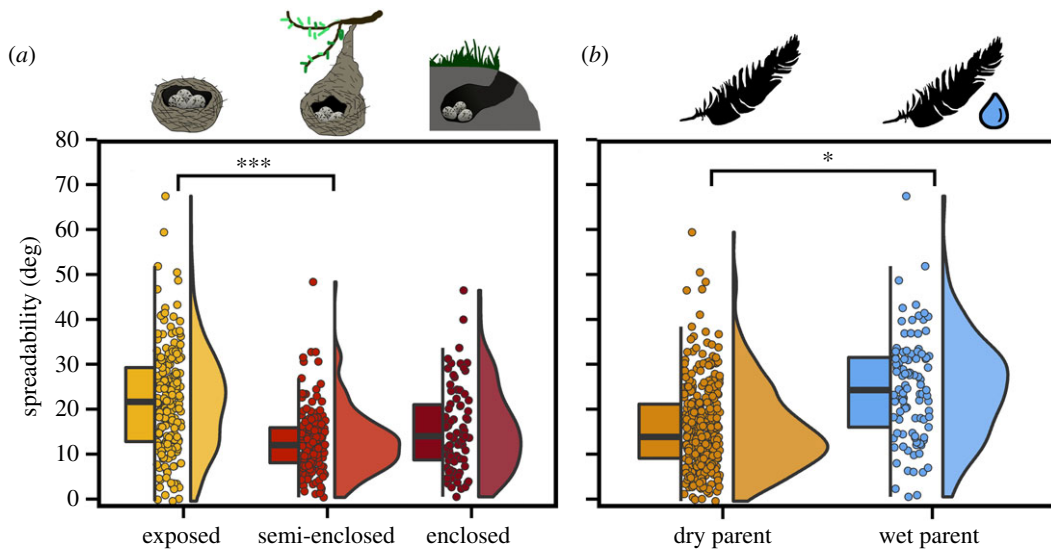 (a)
(b)
80
70
60
50
40
30
20
10
0
spreadability (deg)
***
*
exposed
semi-enclosed
enclosed
dry parent
wet parent